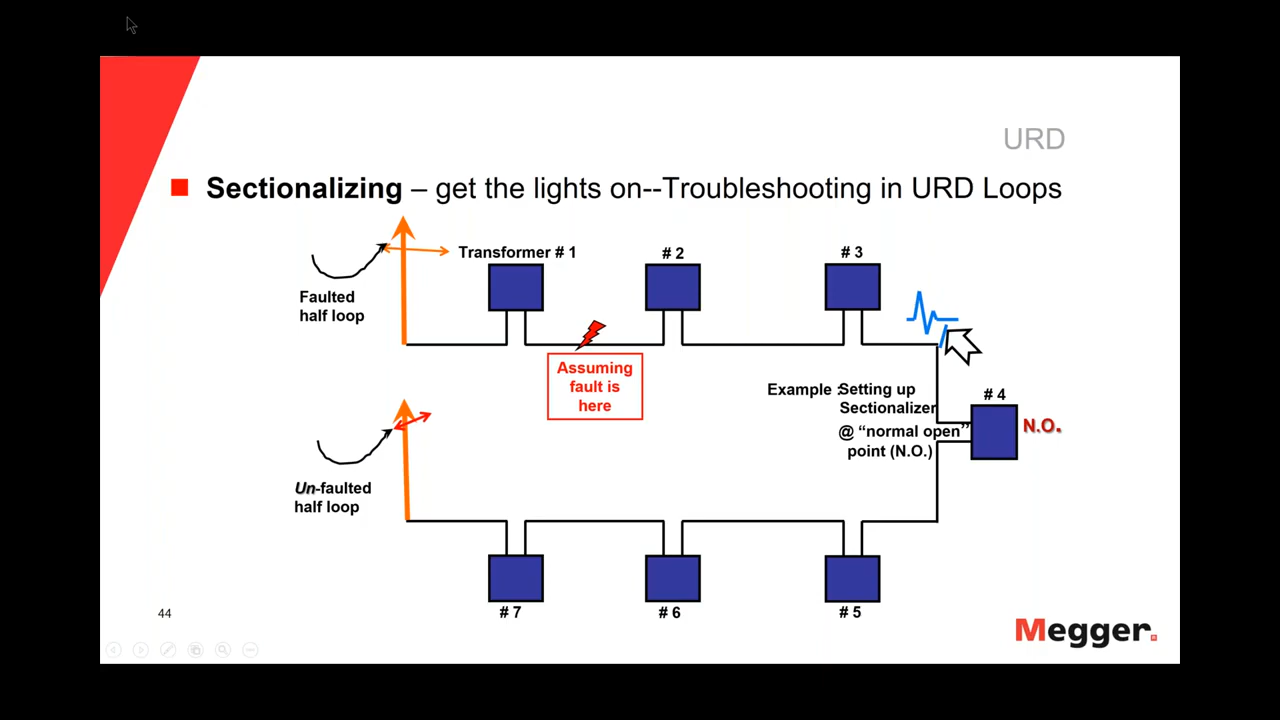 URD
Sectionalizing – get the lights on--Troubleshooting in URD Loops
Transformer # 1
# 2
# 3
Faulted
half loop
Assuming
fault is
here
Example :Setting up
Sectionalizer
@ “normal open”
point (N.O.)
# 4
N.O.
Un-faulted
half loop
# 7
# 6
# 5
44
Megger.